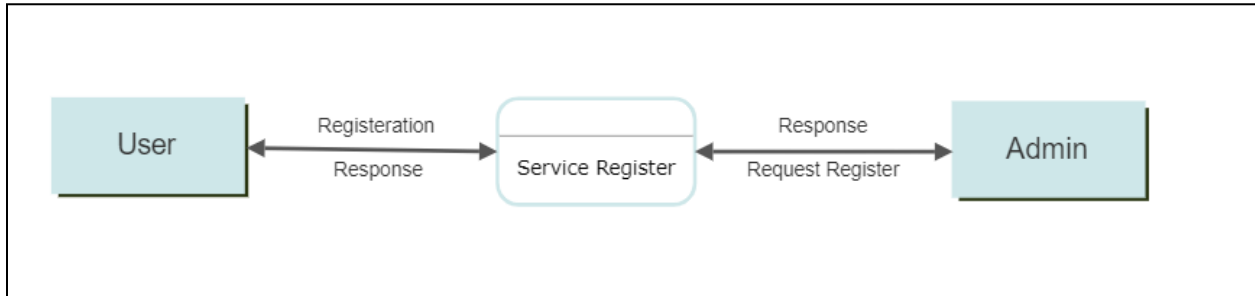 User
Registeration
Response
Service Register
Response
Request Register
Admin